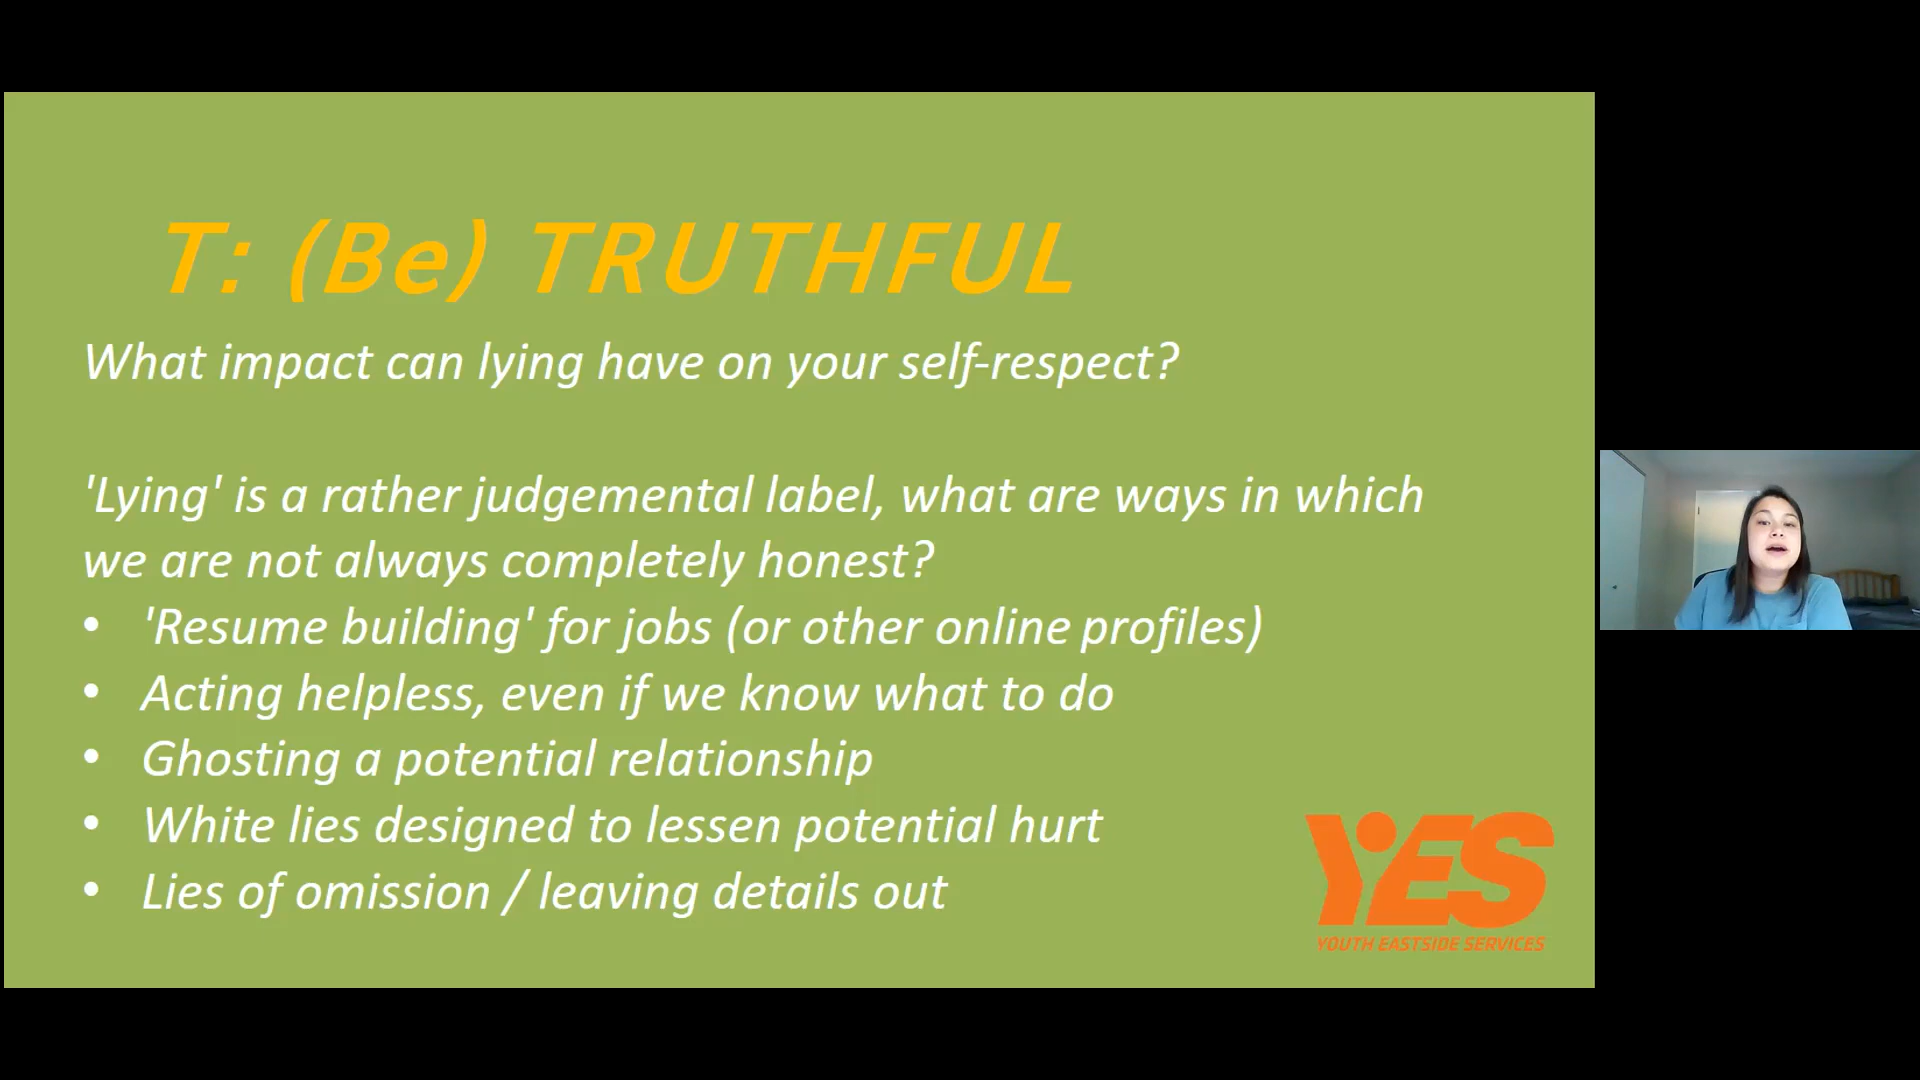 T: (Be) TRUTHFUL
What impact can lying have on your self-respect?
'Lying' is a rather judgemental label, what are ways in which
we are not always completely honest?
• 'Resume building' for jobs (or other online profiles)
• Acting helpless, even if we know what to do
• Ghosting a potential relationship
• White lies designed to lessen potential hurt
• Lies of omission / leaving details out
YES
YOUTH EASTSIDE SERVICES